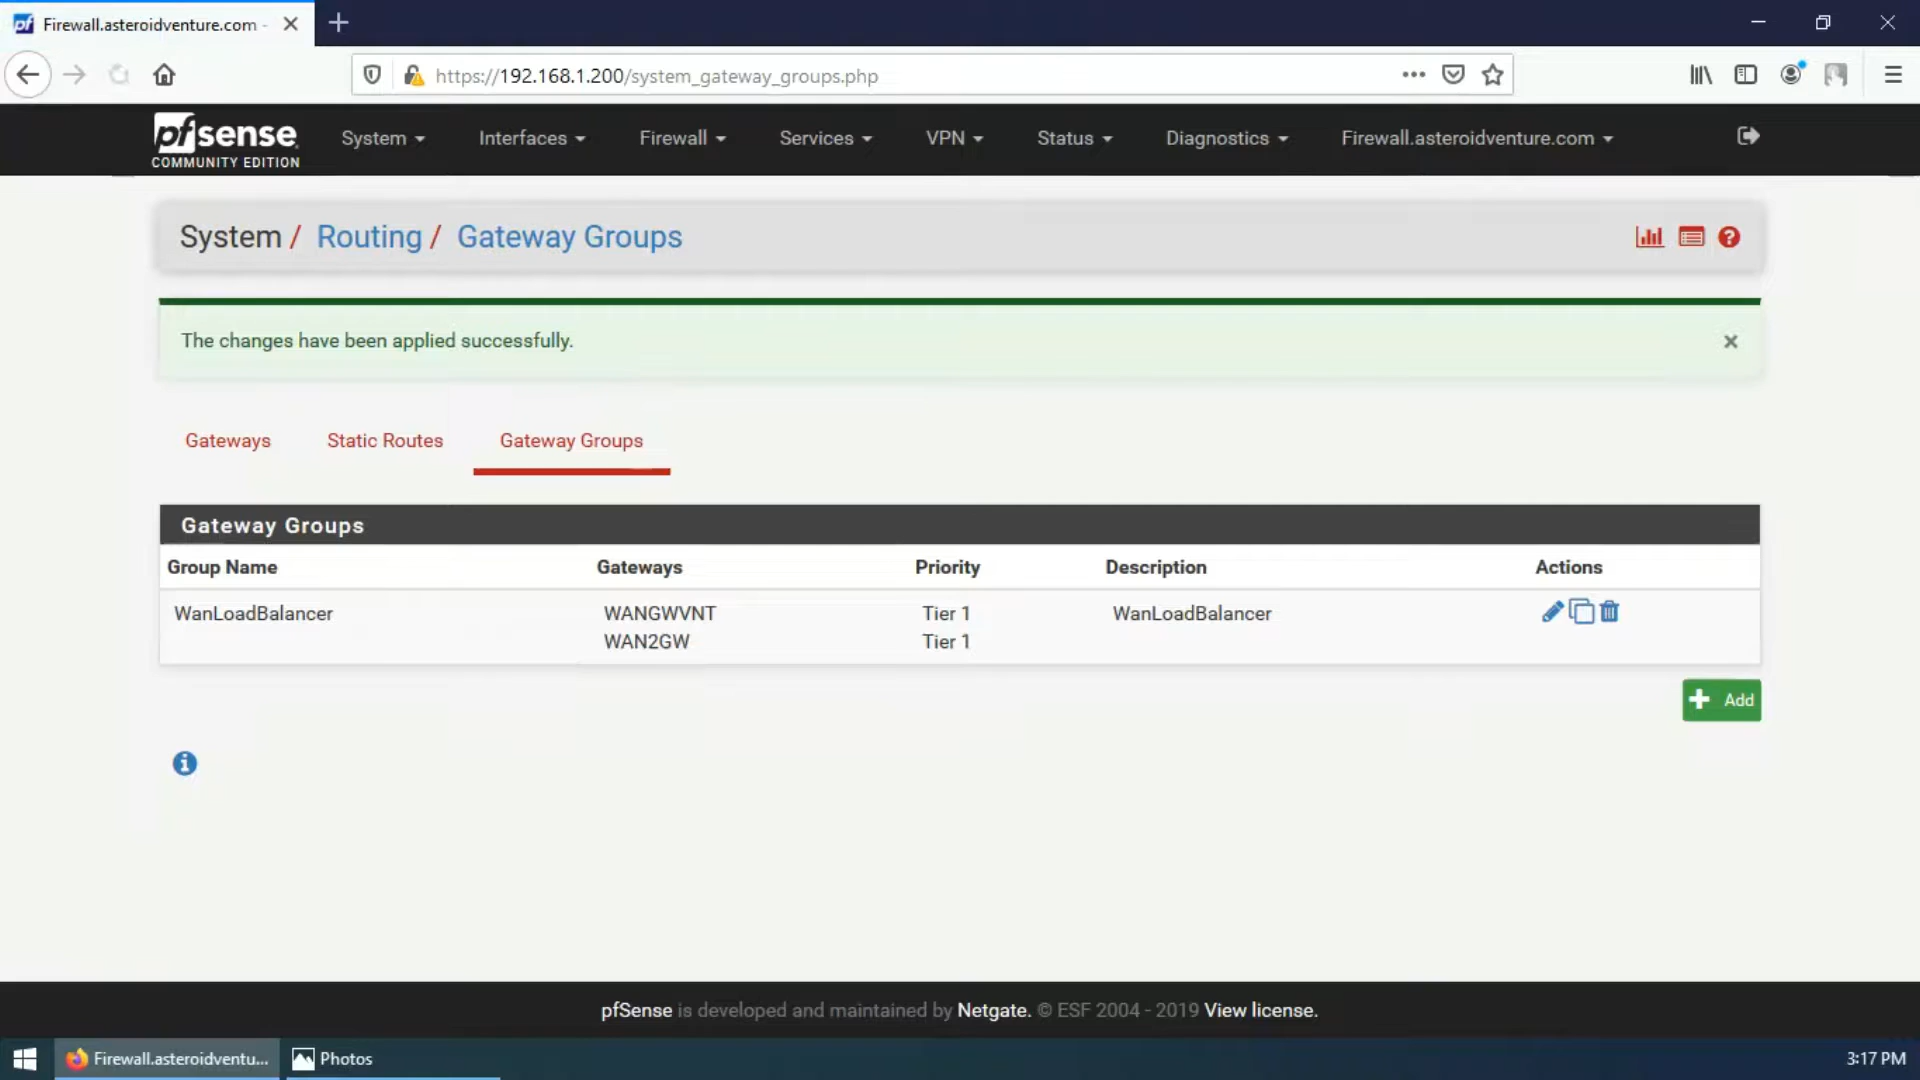 Firewall.asteroidventure.com -
https://192.168.1.200/system_gateway_groups.php
pfsense
COMMUNITY EDITION
System
Interfaces
Firewall
Services
VPN
Status
Diagnostics
Firewall.asteroidventure.com
System / Routing / Gateway Groups
The changes have been applied successfully.
Gateways
Static Routes
Gateway Groups
Gateway Groups
Group Name Gateways Priority Description Actions
WanLoadBalancer WANGWVNT Tier 1 WanLoadBalancer
WAN2GW Tier 1
Add
pfSense is developed and maintained by Netgate. © ESF 2004 - 2019 View license.
Firewall.asteroidventu...
Photos
3:17 PM